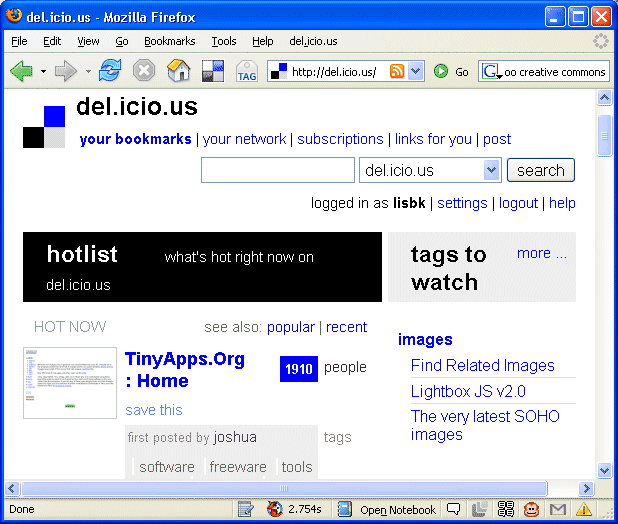 del.icio.us - Mozilla Firefox
File Edit View Go Bookmarks Tools Help del.icio.us
TAG http://del.icio.us/ Go G oo creative commons
del.icio.us
your bookmarks | your network | subscriptions | links for you | post
del.icio.us search
logged in as lisbk | settings | logout | help
hotlist what's hot right now on
del.icio.us
tags to
watch
more ...
HOT NOW see also: popular | recent
TinyApps.Org
: Home
1910 people
save this
first posted by joshua tags
software freeware tools
images
Find Related Images
Lightbox JS v2.0
The very latest SOHO
images
Done 2.754s Open Notebook